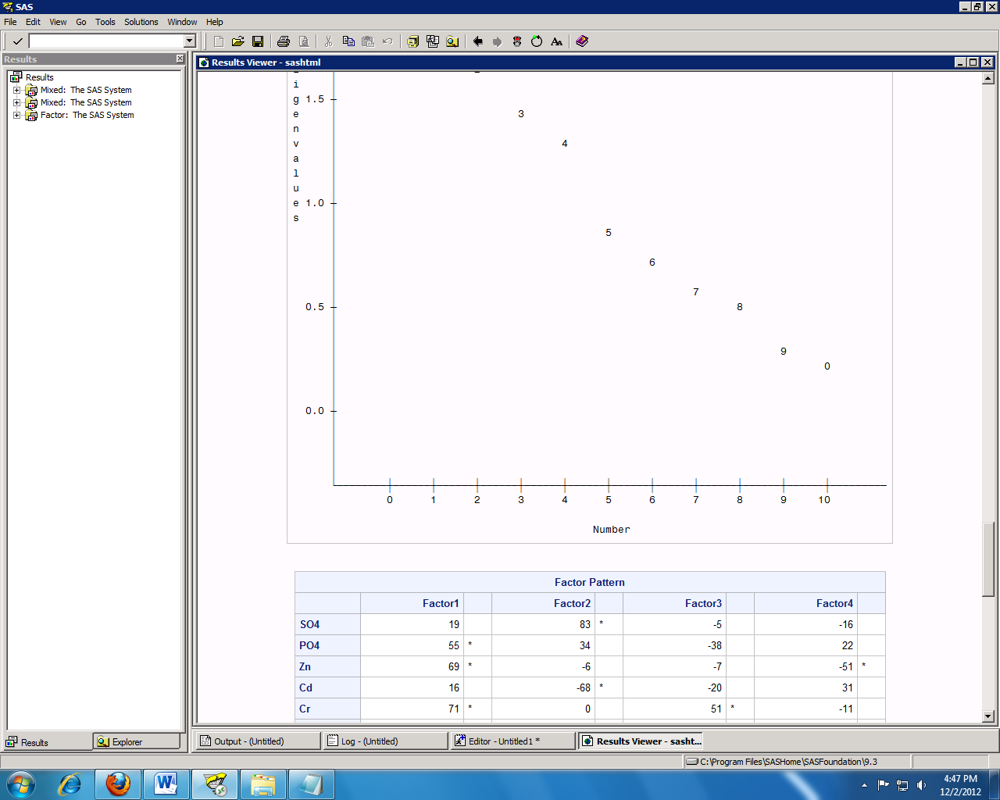 SAS
File Edit View Go Tools Solutions Window Help
Results
Results
Mixed: The SAS System
Mixed: The SAS System
Factor: The SAS System
Results Viewer - sashtml
igenvalues
1.5
1.0
0.5
0.0
3
4
5
6
7
8
9
0
0 1 2 3 4 5 6 7 8 9 10
Number
Factor Pattern
Factor1 Factor2 Factor3 Factor4
SO4 19 83 * -5 -16
PO4 55 * 34 -38 22
Zn 69 * -6 -7 -51 *
Cd 16 -68 * -20 31
Cr 71 * 0 51 * -11
Results Explorer
Output - (Untitled) Log - (Untitled) Editor - Untitled1 * Results Viewer - sasht...
C:\Program Files\SASHome\SASFoundation\9.3
4:47 PM
12/2/2012